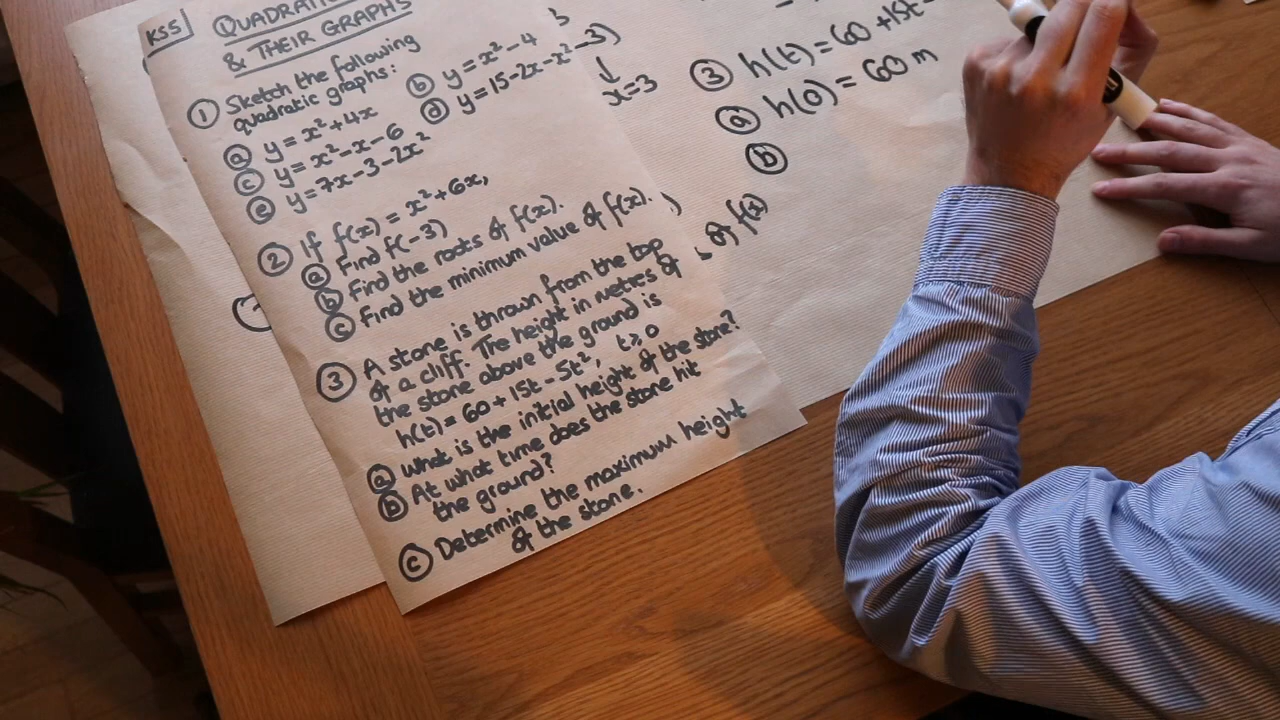 KS5
& THEIR GRAPHS
① Sketch the following
quadratic graphs:
ⓐ y = x² + 4x
ⓑ y = x² - 4
ⓒ y = x² - x - 6
ⓓ y = 15 - 2x - x²
ⓔ y = 7x - 3 - 2x²
② If f(x) = x² + 6x,
ⓐ Find f(-3)
ⓑ Find the roots of f(x).
ⓒ Find the minimum value of f(x).
③ A stone is thrown from the top
of a cliff. The height in metres of
the stone above the ground is
h(t) = 60 + 15t - 5t², t ⩾ 0
ⓐ What is the initial height of the stone?
ⓑ At what time does the stone hit
the ground?
ⓒ Determine the maximum height
of the stone.
-3)
↓
x=3
of f(x)
③ h(t) = 60 + 15t -
ⓐ h(0) = 60 m
ⓑ